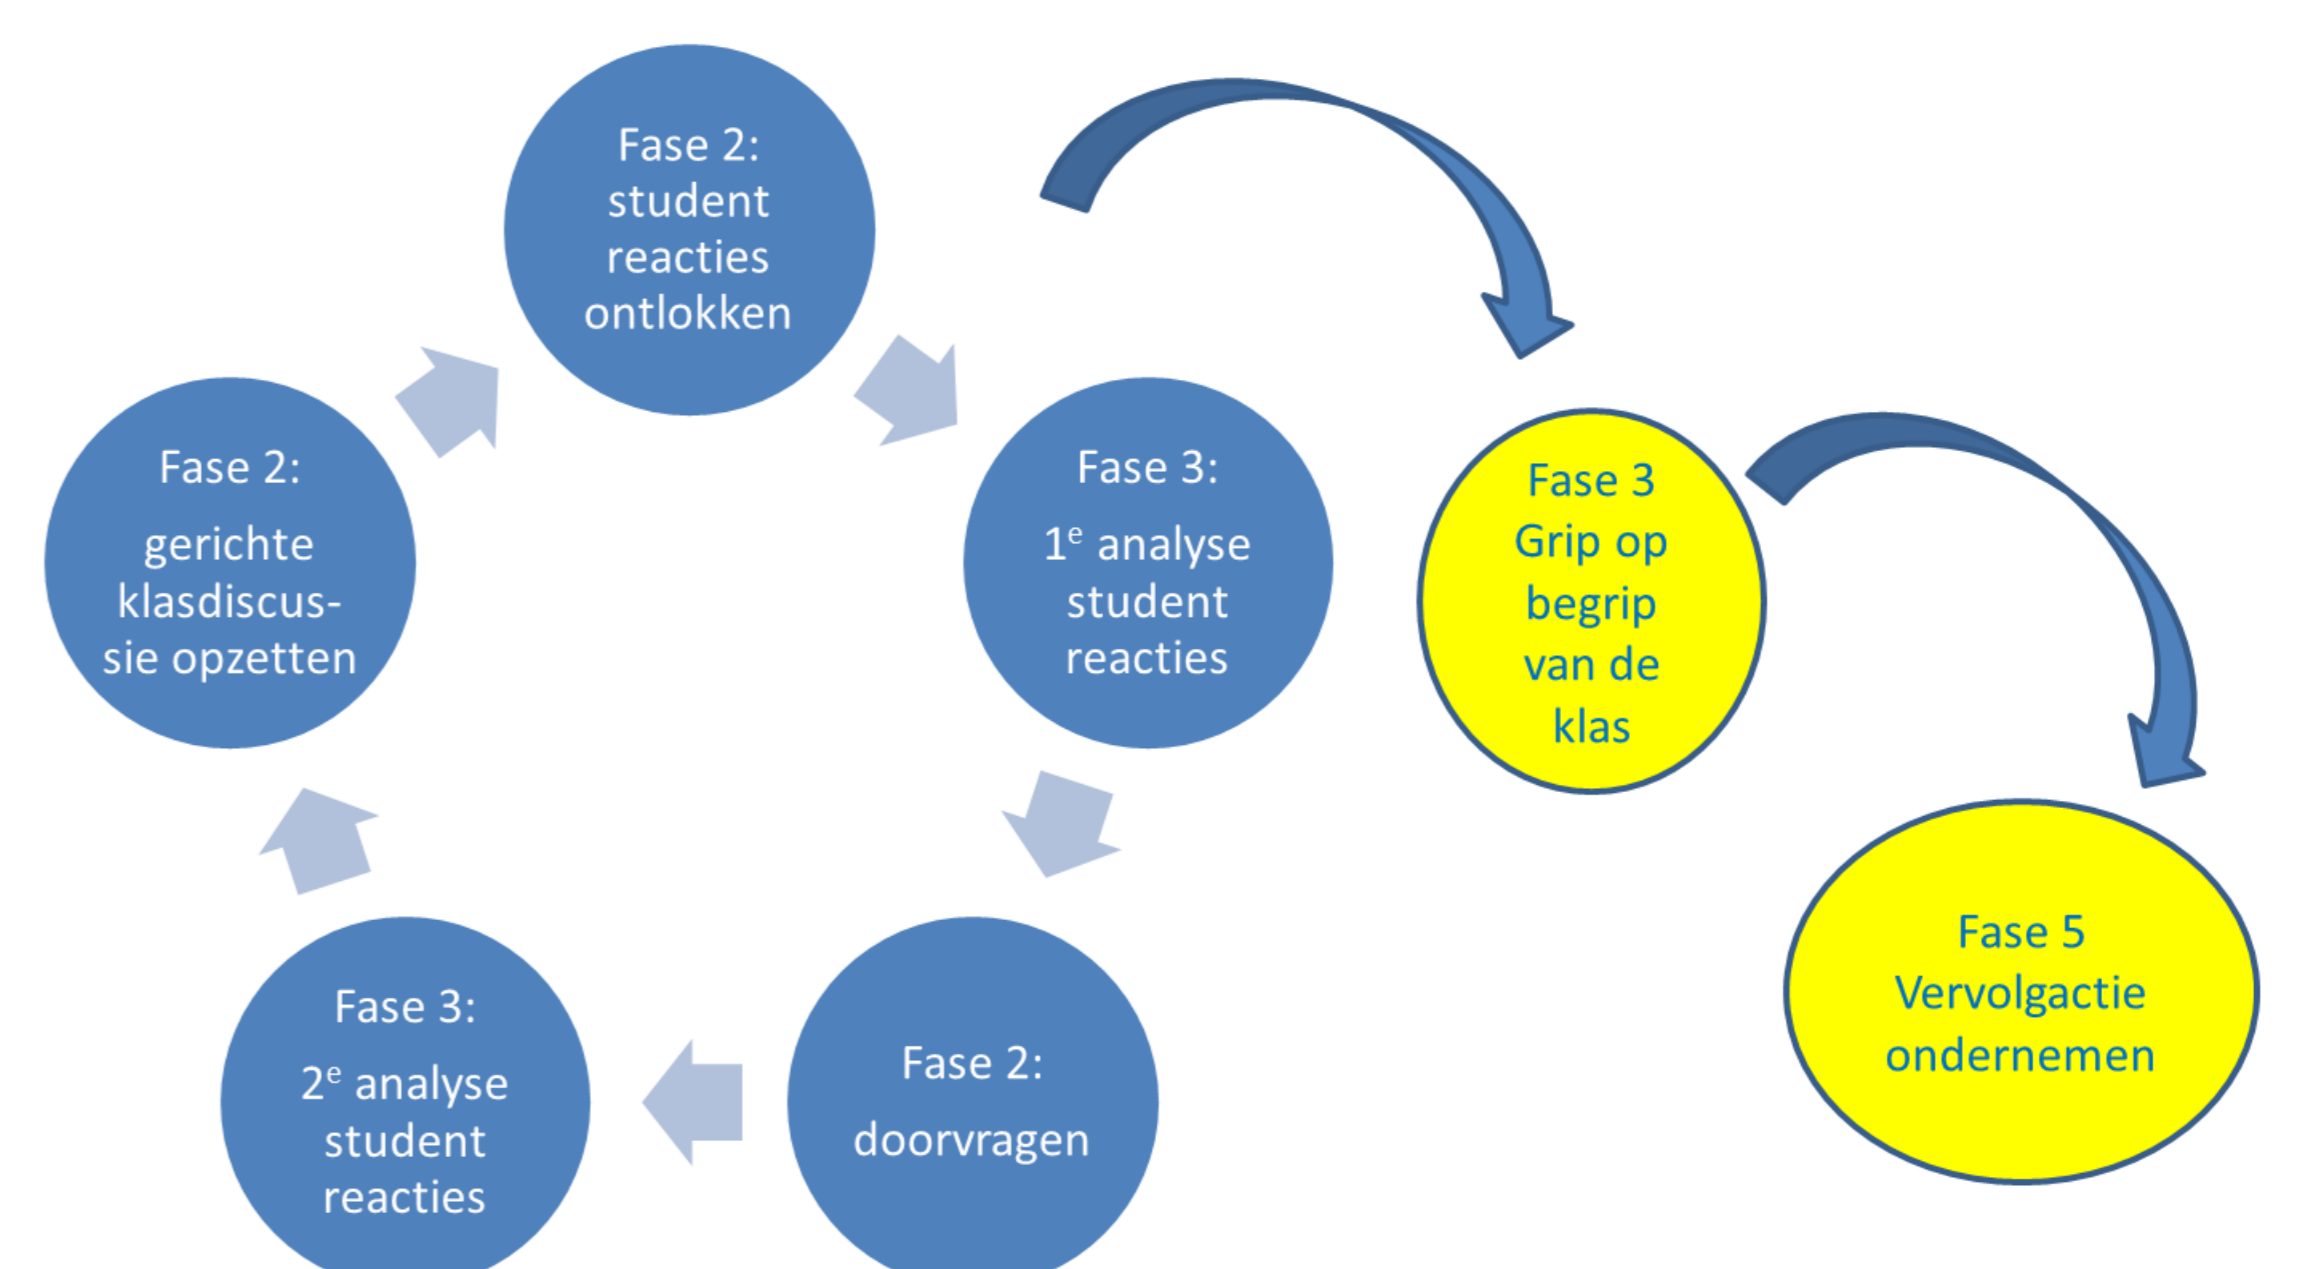 Fase 2:
student
reacties
ontlokken
Fase 3:
1e analyse
student
reacties
Fase 2:
doorvragen
Fase 3:
2e analyse
student
reacties
Fase 2:
gerichte
klasdiscus-
sie opzetten
Fase 3
Grip op
begrip
van de
klas
Fase 5
Vervolgactie
ondernemen